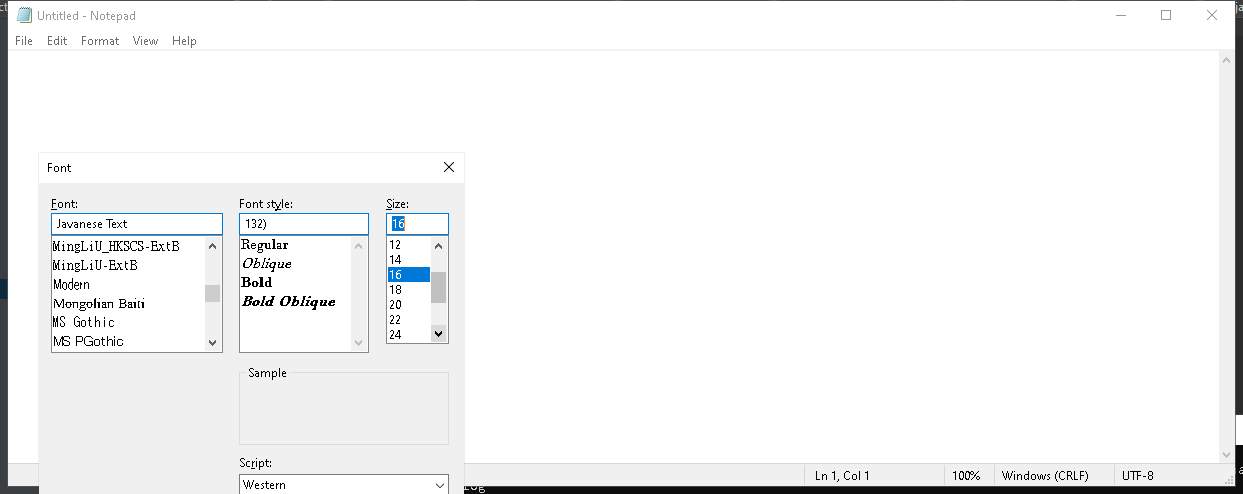 Untitled - Notepad
File Edit Format View Help
Font
Font: Font style: Size:
Javanese Text 132) 16
MingLiU_HKSCS-ExtB Regular 12
MingLiU-ExtB Oblique 14
Modern Bold 16
Mongolian Baiti Bold Oblique 18
MS Gothic 20
MS PGothic 22
24
Sample
Script:
Western
Ln 1, Col 1 100% Windows (CRLF) UTF-8